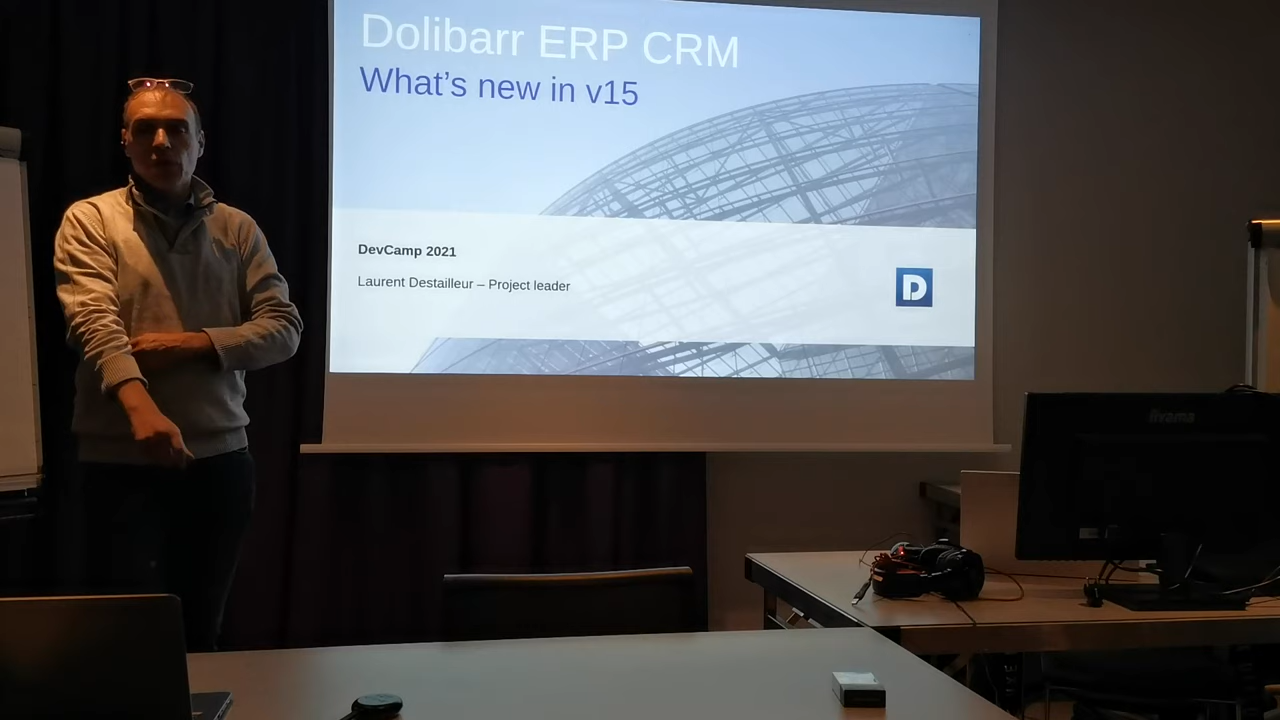 Dolibarr ERP CRM
What's new in v15
DevCamp 2021
Laurent Destailleur – Project leader
D
iiyama